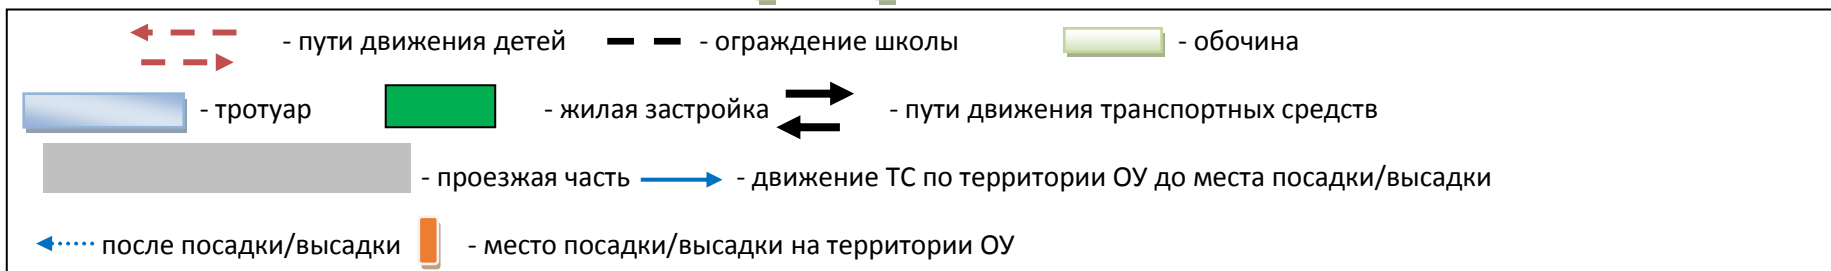 - пути движения детей - ограждение школы - обочина
- тротуар - жилая застройка - пути движения транспортных средств
- проезжая часть - движение ТС по территории ОУ до места посадки/высадки
после посадки/высадки - место посадки/высадки на территории ОУ